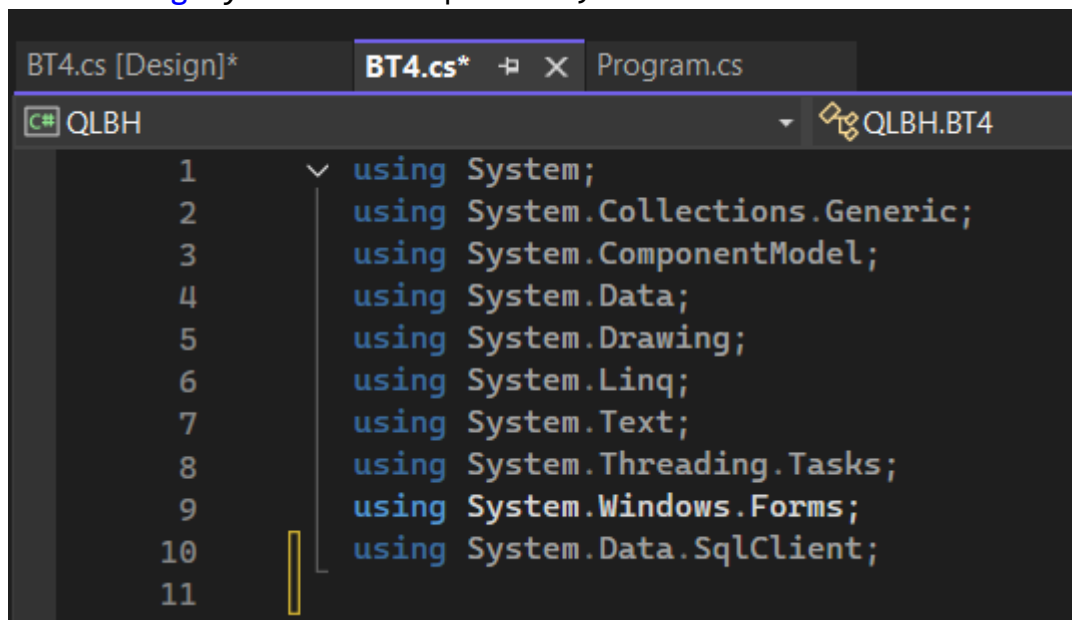 BT4.cs [Design]*
BT4.cs*
Program.cs
C# QLBH
QLBH.BT4
1 using System;
2 using System.Collections.Generic;
3 using System.ComponentModel;
4 using System.Data;
5 using System.Drawing;
6 using System.Linq;
7 using System.Text;
8 using System.Threading.Tasks;
9 using System.Windows.Forms;
10 using System.Data.SqlClient;
11